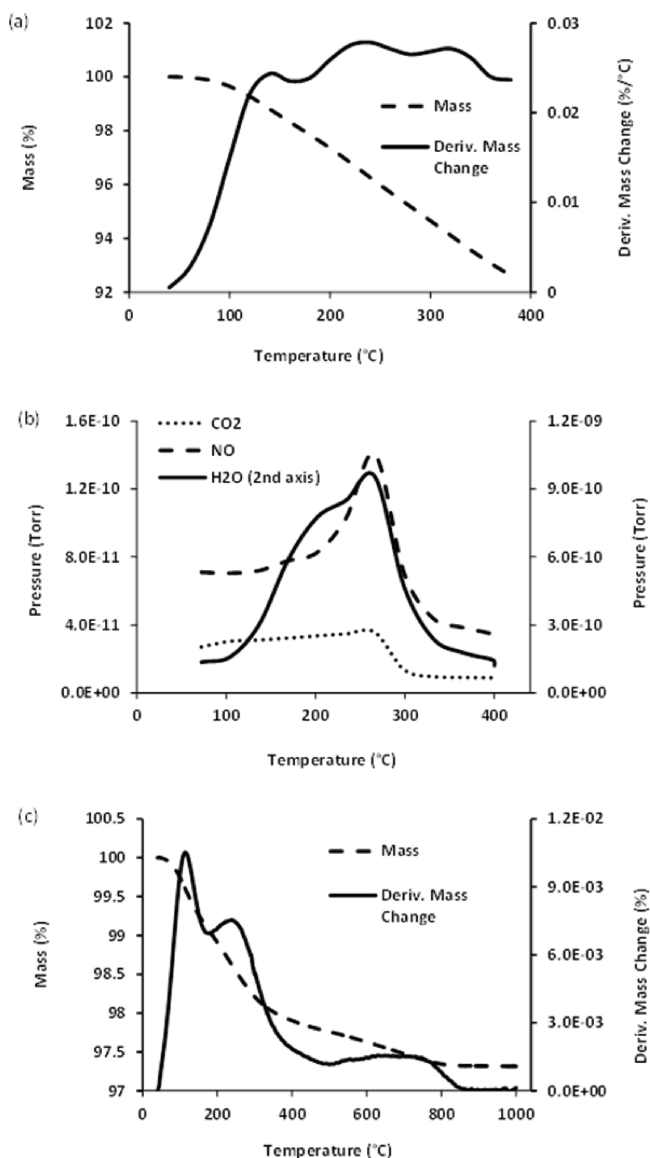 (a)
102
100
98
96
94
92
Mass (%)
0.03
0.02
0.01
0
Deriv. Mass Change (%/°C)
Mass
Deriv. Mass
Change
0
100
200
300
400
Temperature (°C)
(b)
CO2
NO
H2O (2nd axis)
1.6E-10
1.2E-10
8.0E-11
4.0E-11
0.0E+00
Pressure (Torr)
1.2E-09
9.0E-10
6.0E-10
3.0E-10
0.0E+00
Pressure (Torr)
0
100
200
300
400
Temperature (°C)
(c)
100.5
100
99.5
99
98.5
98
97.5
97
Mass (%)
1.2E-02
9.0E-03
6.0E-03
3.0E-03
0.0E+00
Deriv. Mass Change (%)
Mass
Deriv. Mass
Change
0
200
400
600
800
1000
Temperature (°C)